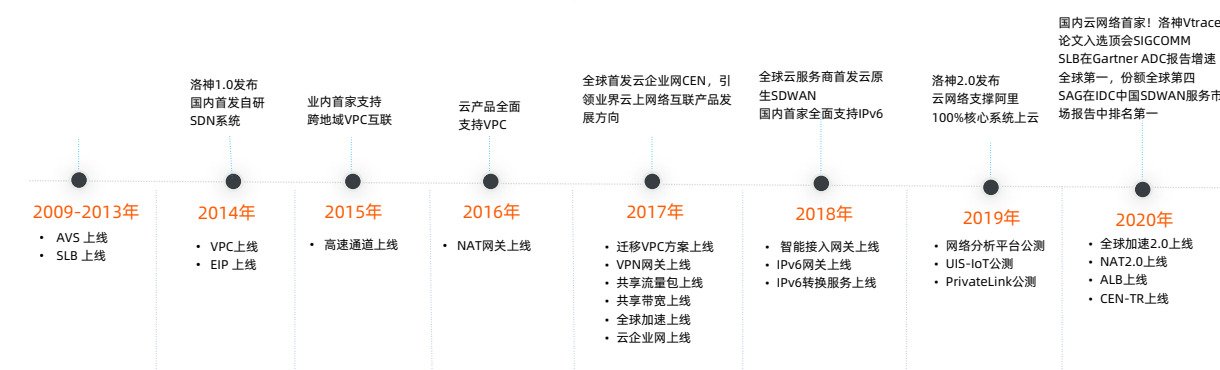 洛神1.0发布
国内首发自研
SDN系统
业内首家支持
跨地域VPC互联
云产品全面
支持VPC
全球首发云企业网CEN，引
领业界云上网络互联产品发
展方向
全球云服务商首发云原
生SDWAN
国内首家全面支持IPv6
洛神2.0发布
云网络支撑阿里
100%核心系统上云
国内云网络首家！洛神Vtrace
论文入选顶会SIGCOMM
SLB在Gartner ADC报告增速
全球第一，份额全球第四
SAG在IDC中国SDWAN服务市
场报告中排名第一
2009-2013年
• AVS 上线
• SLB 上线
2014年
• VPC上线
• EIP 上线
2015年
• 高速通道上线
2016年
• NAT网关上线
2017年
• 迁移VPC方案上线
• VPN网关上线
• 共享流量包上线
• 共享带宽上线
• 全球加速上线
• 云企业网上线
2018年
• 智能接入网关上线
• IPv6网关上线
• IPv6转换服务上线
2019年
• 网络分析平台公测
• UIS-IoT公测
• PrivateLink公测
2020年
• 全球加速2.0上线
• NAT2.0上线
• ALB上线
• CEN-TR上线